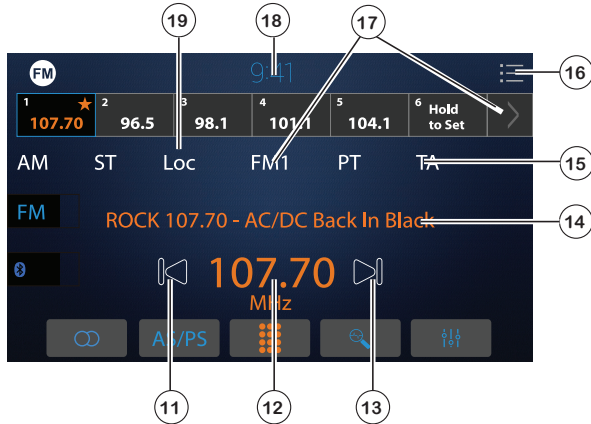 19 18 17
FM 9:41 16
1 107.70 2 96.5 3 98.1 4 101.1 5 104.1 6 Hold to Set
AM ST Loc FM1 PT TA 15
FM
ROCK 107.70 - AC/DC Back In Black 14
107.70
MHz
AS/PS
11 12 13